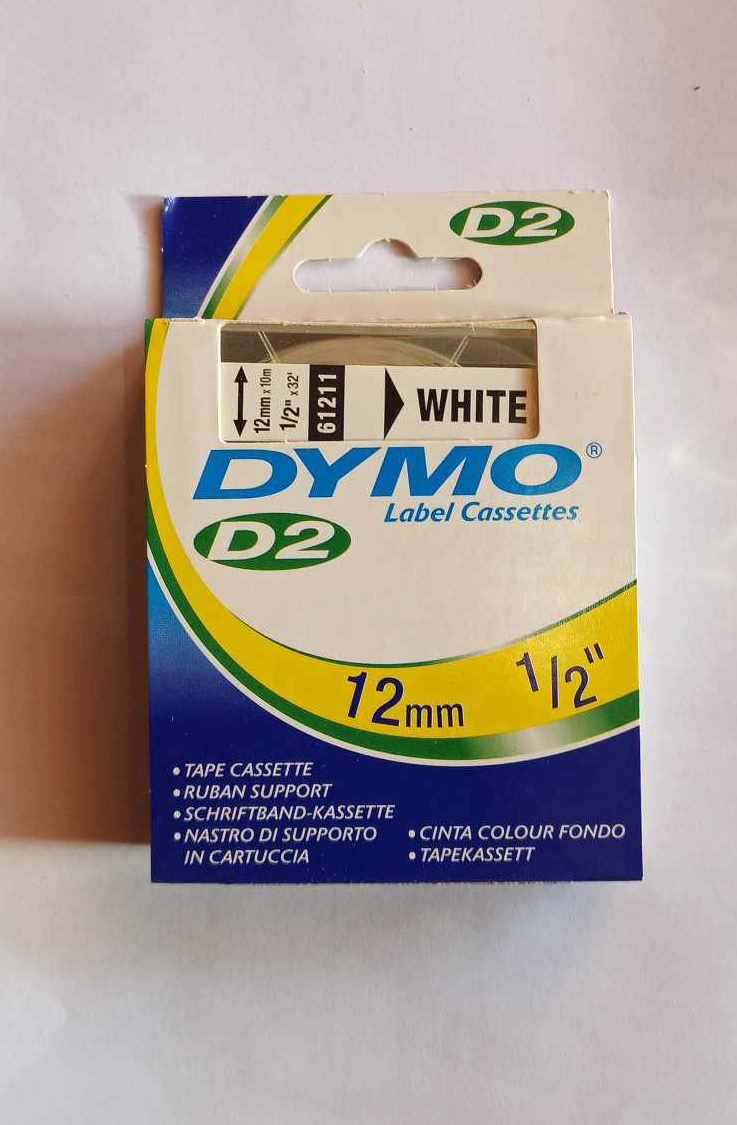 D2
12mm x 10m
1/2" x 32'
61211
WHITE
DYMO®
Label Cassettes
D2
12mm 1/2"
• TAPE CASSETTE
• RUBAN SUPPORT
• SCHRIFTBAND-KASSETTE
• NASTRO DI SUPPORTO
IN CARTUCCIA
• CINTA COLOUR FONDO
• TAPEKASSETT